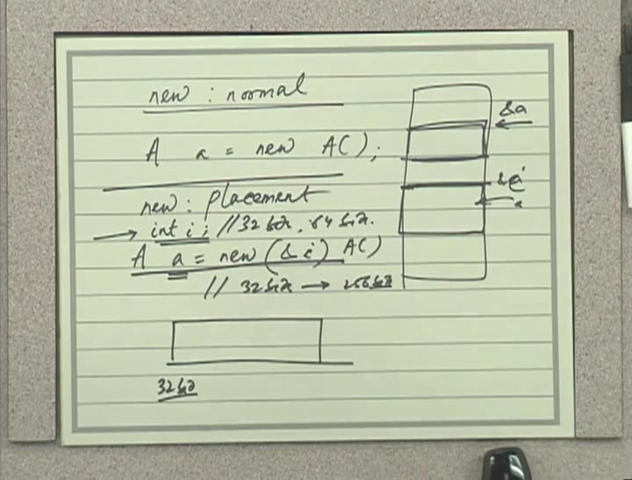 new : normal
A a = new A();
new : placement
int i; // 32 bit, 64 bit.
A a = new (&i) A()
// 32 bit → 256 bit
32 bit
&a
&i
a